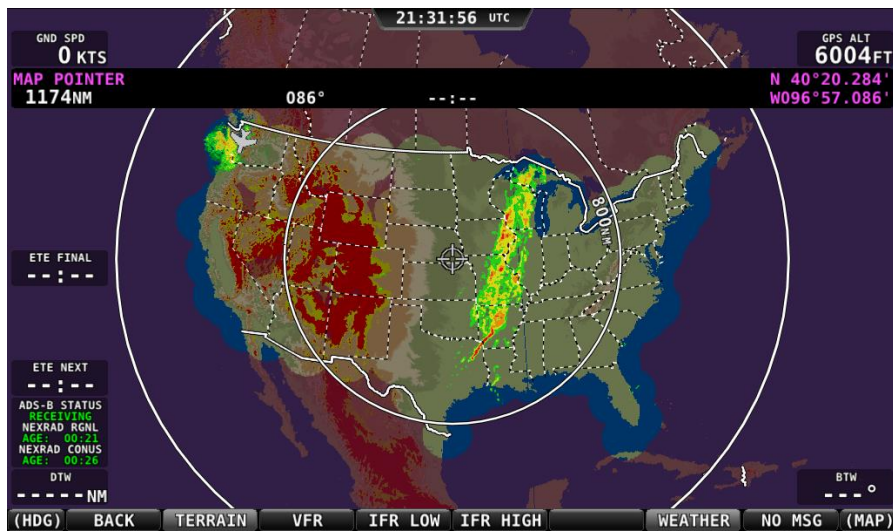 21:31:56 UTC
GND SPD
0 KTS
GPS ALT
6004FT
MAP POINTER
N 40°20.284'
1174NM 086° --:-- W096°57.086'
800NM
ETE FINAL
--:--
ETE NEXT
--:--
ADS-B STATUS
RECEIVING
NEXRAD RGNL
AGE: 00:21
NEXRAD CONUS
AGE: 00:26
DTW
-----NM
BTW
---°
(HDG) BACK TERRAIN VFR IFR LOW IFR HIGH WEATHER NO MSG (MAP)